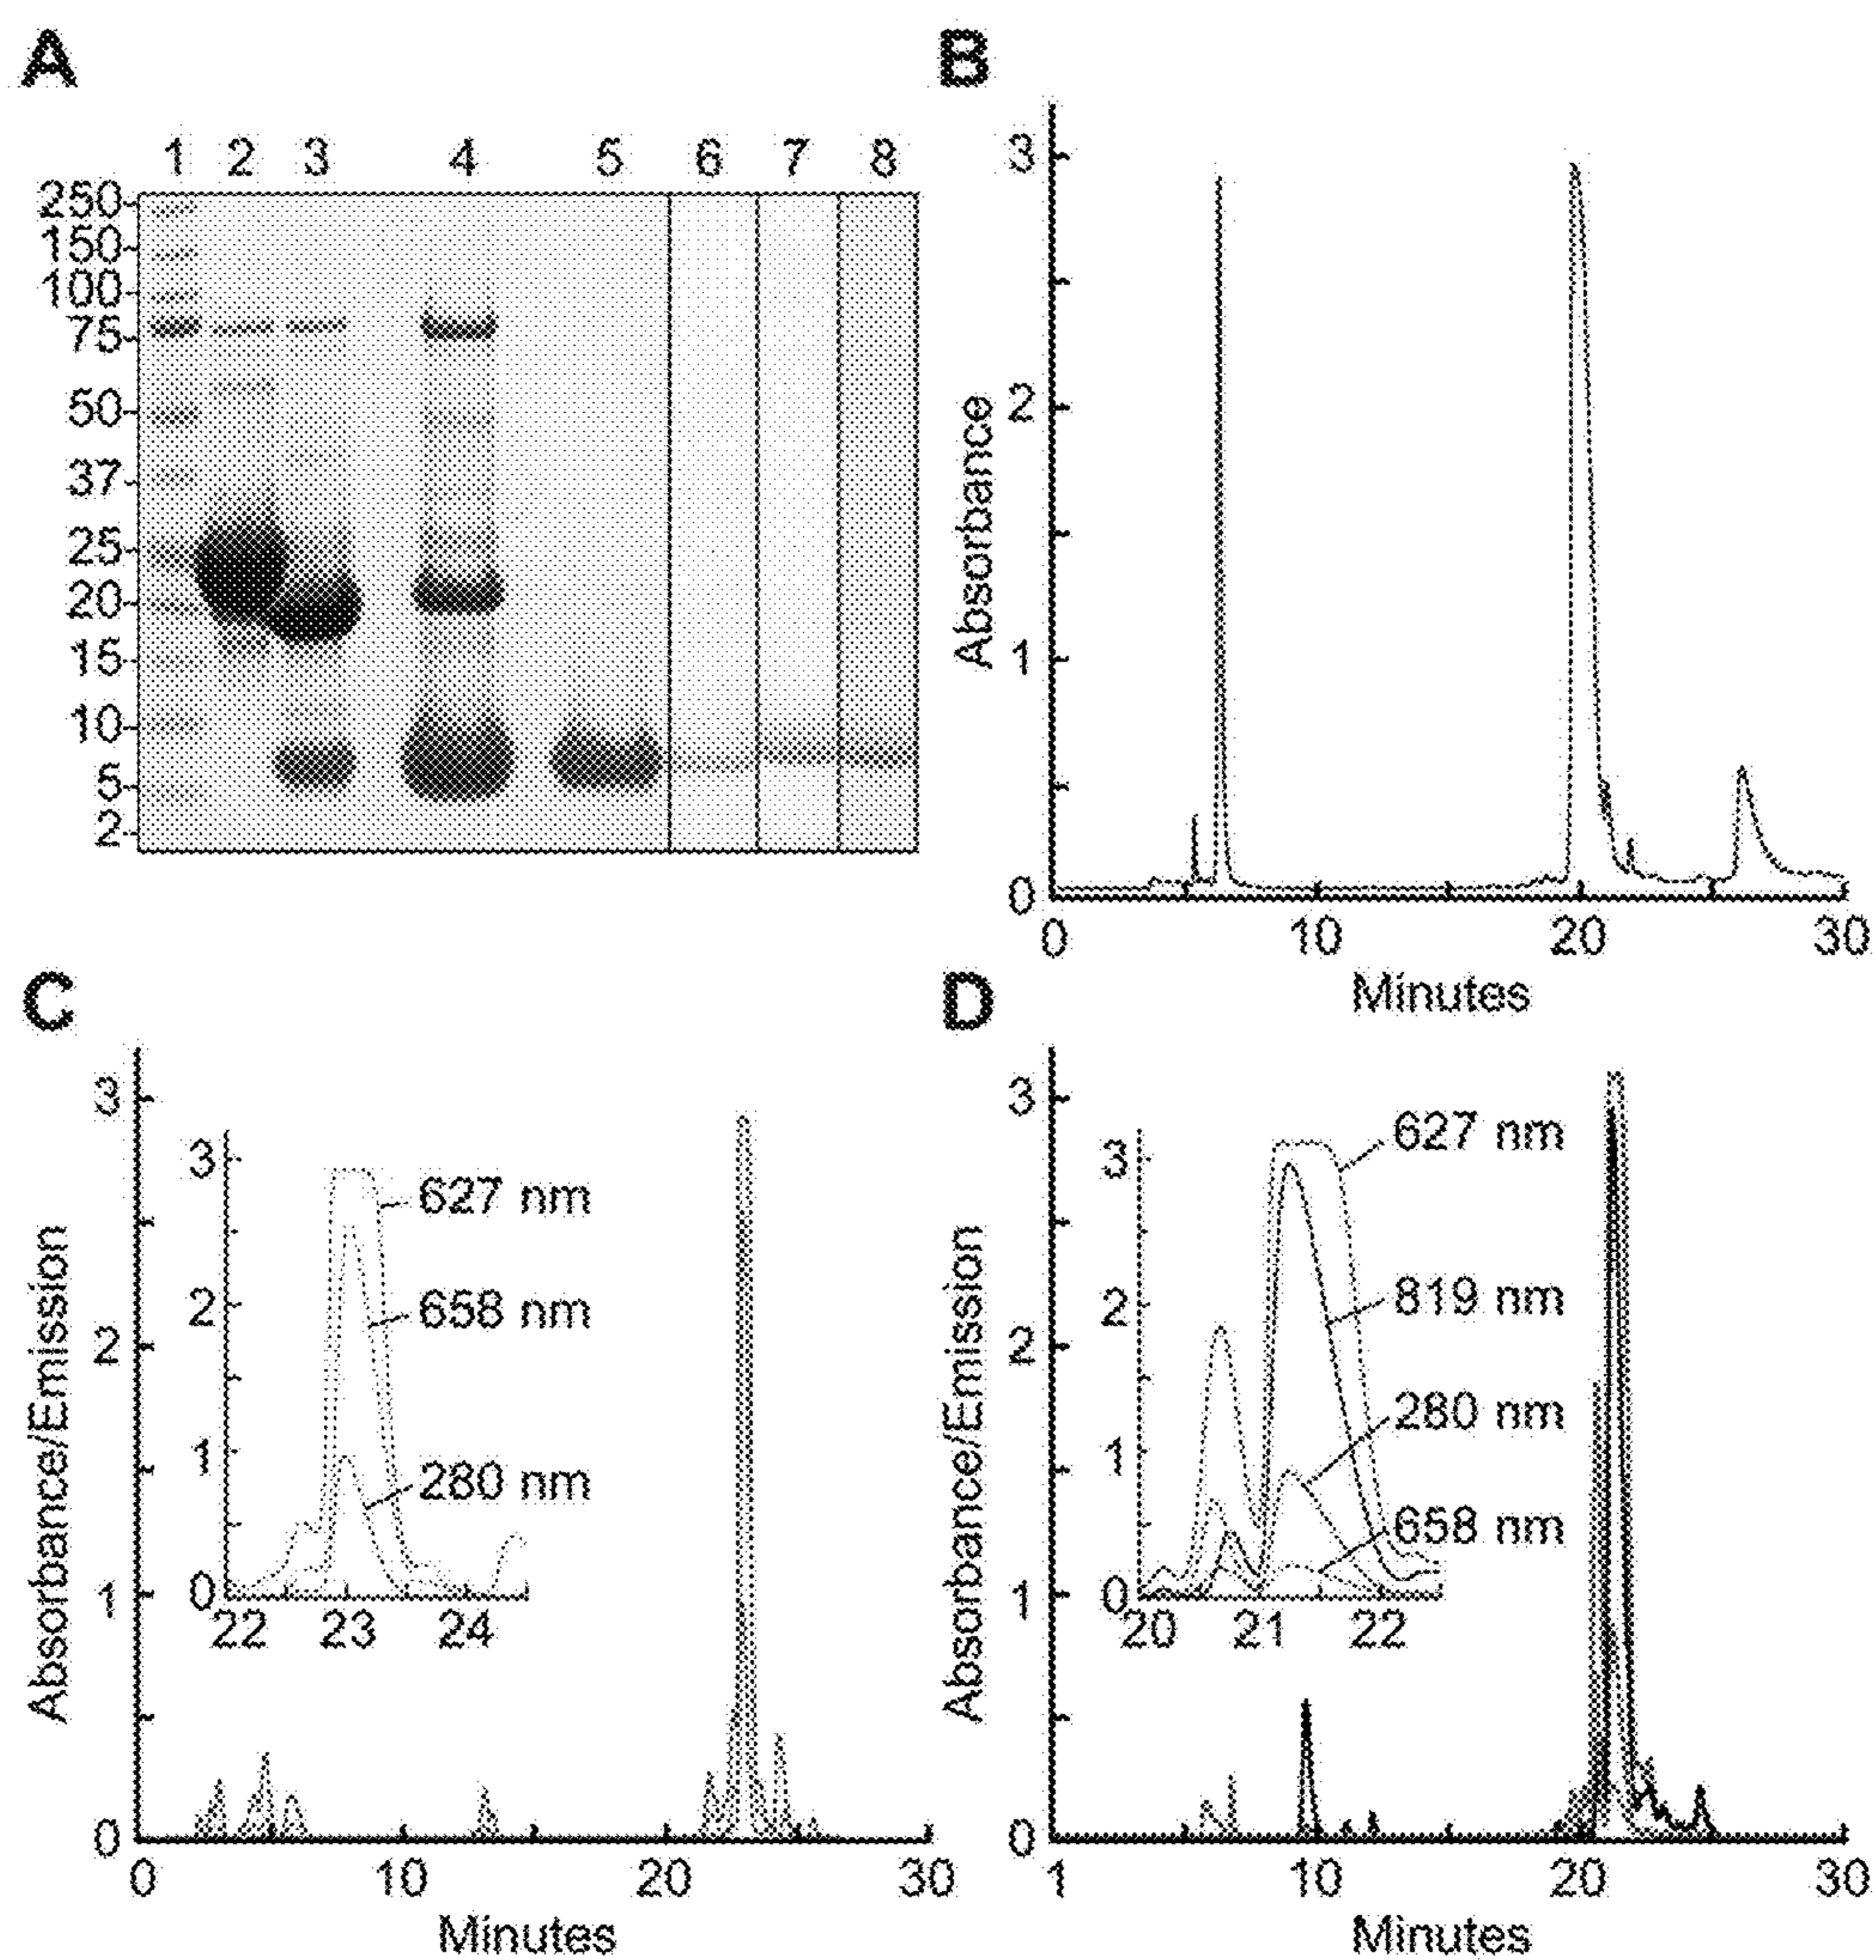 A
1 2 3 4 5 6 7 8
250
150
100
75
50
37
25
20
15
10
5
2
B
Absorbance
3
2
1
0
0 10 20 30
Minutes
C
Absorbance/Emission
3
2
1
0
0 10 20 30
Minutes
3
2
1
0
22 23 24
627 nm
658 nm
280 nm
D
Absorbance/Emission
3
2
1
0
1 10 20 30
Minutes
3
2
1
0
20 21 22
627 nm
819 nm
280 nm
658 nm